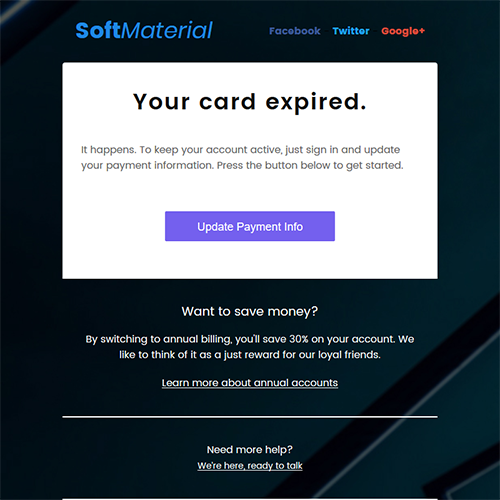 SoftMaterial
Facebook Twitter Google+
Your card expired.
It happens. To keep your account active, just sign in and update
your payment information. Press the button below to get started.
Update Payment Info
Want to save money?
By switching to annual billing, you'll save 30% on your account. We
like to think of it as a just reward for our loyal friends.
Learn more about annual accounts
Need more help?
We're here, ready to talk